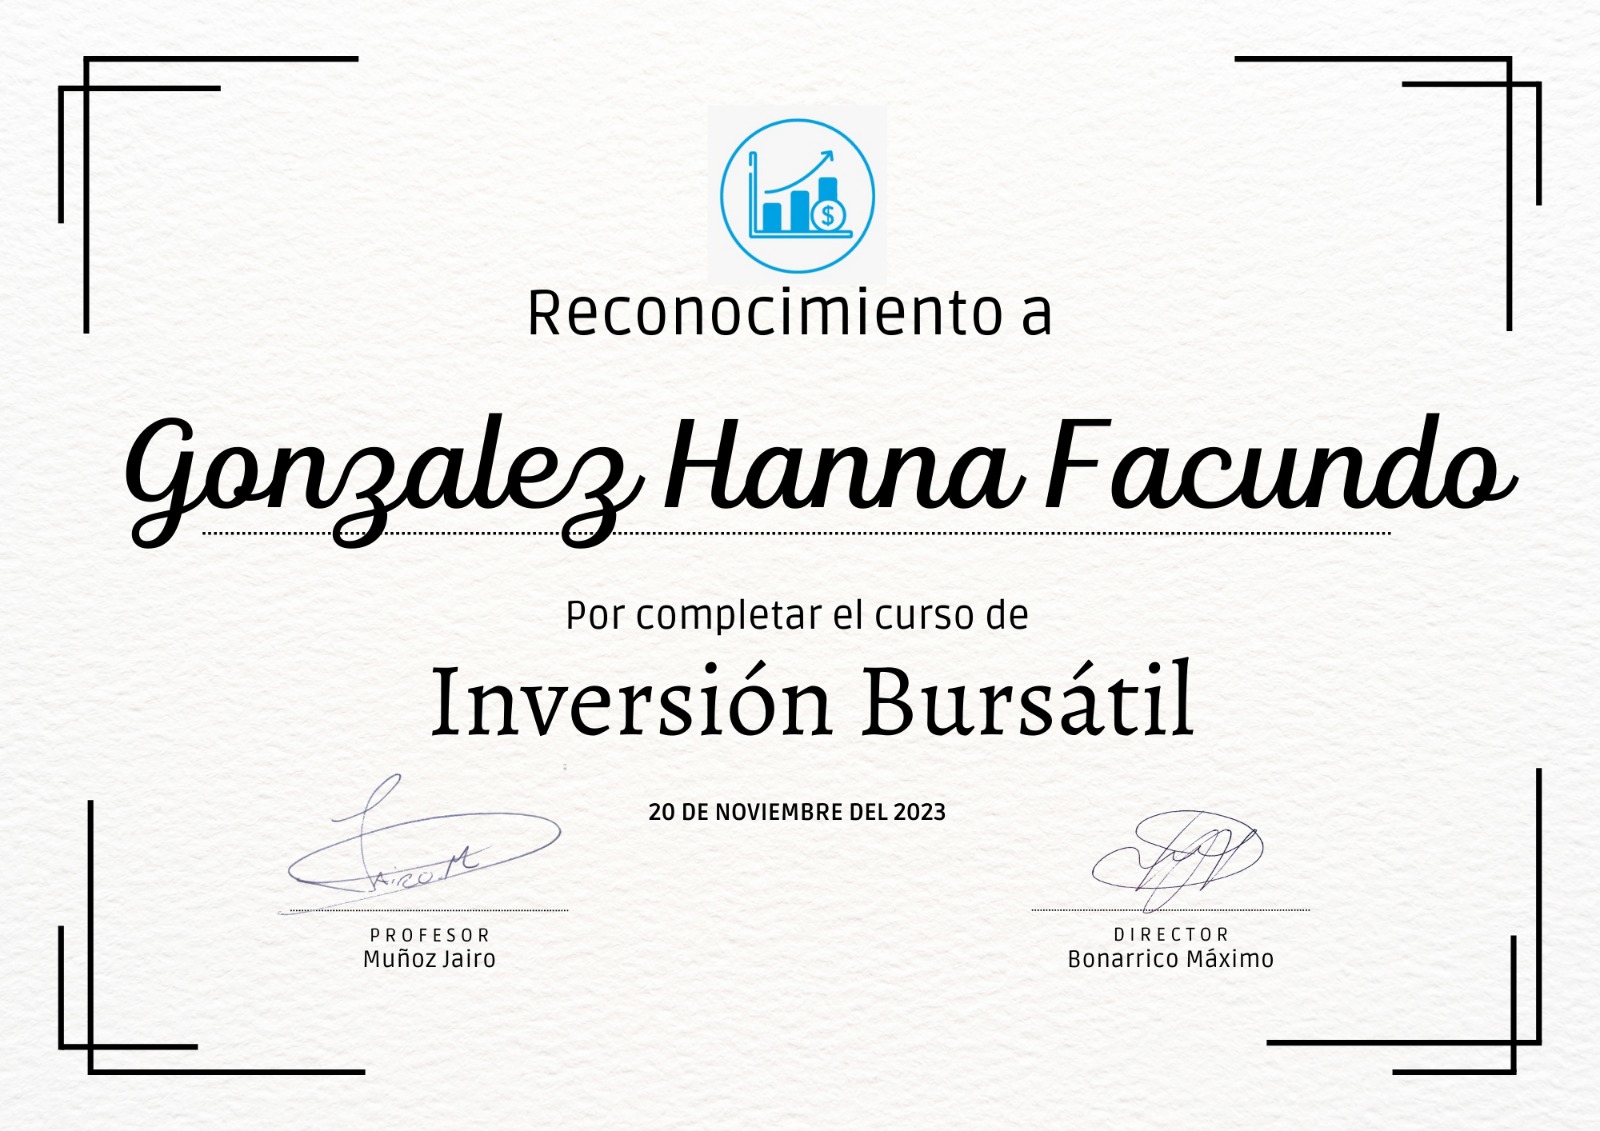 $
Reconocimiento a
Gonzalez Hanna Facundo
Por completar el curso de
Inversión Bursátil
20 DE NOVIEMBRE DEL 2023
Jairo M
PROFESOR
Muñoz Jairo
DIRECTOR
Bonarrico Máximo